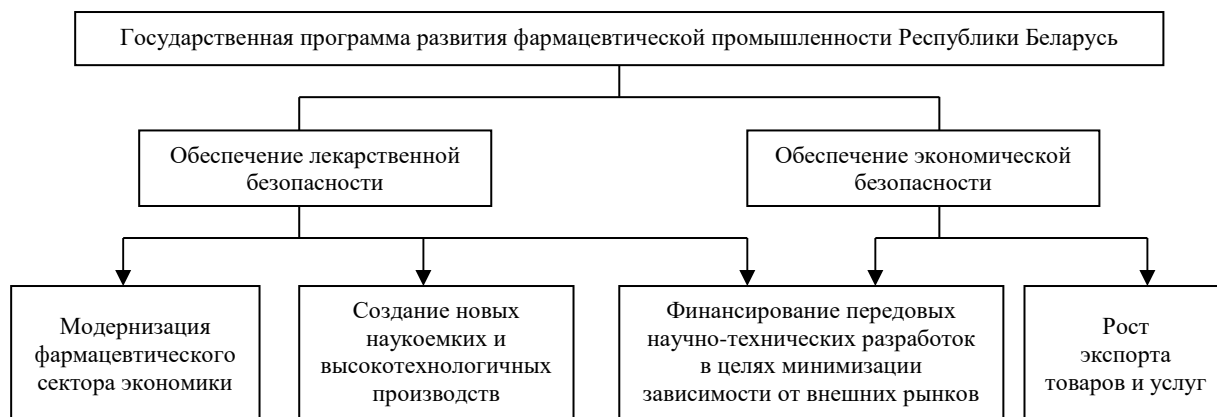 Государственная программа развития фармацевтической промышленности Республики Беларусь
Обеспечение лекарственной
безопасности
Обеспечение экономической
безопасности
Модернизация
фармацевтического
сектора экономики
Создание новых
наукоемких и
высокотехнологичных
производств
Финансирование передовых
научно-технических разработок
в целях минимизации
зависимости от внешних рынков
Рост
экспорта
товаров и услуг